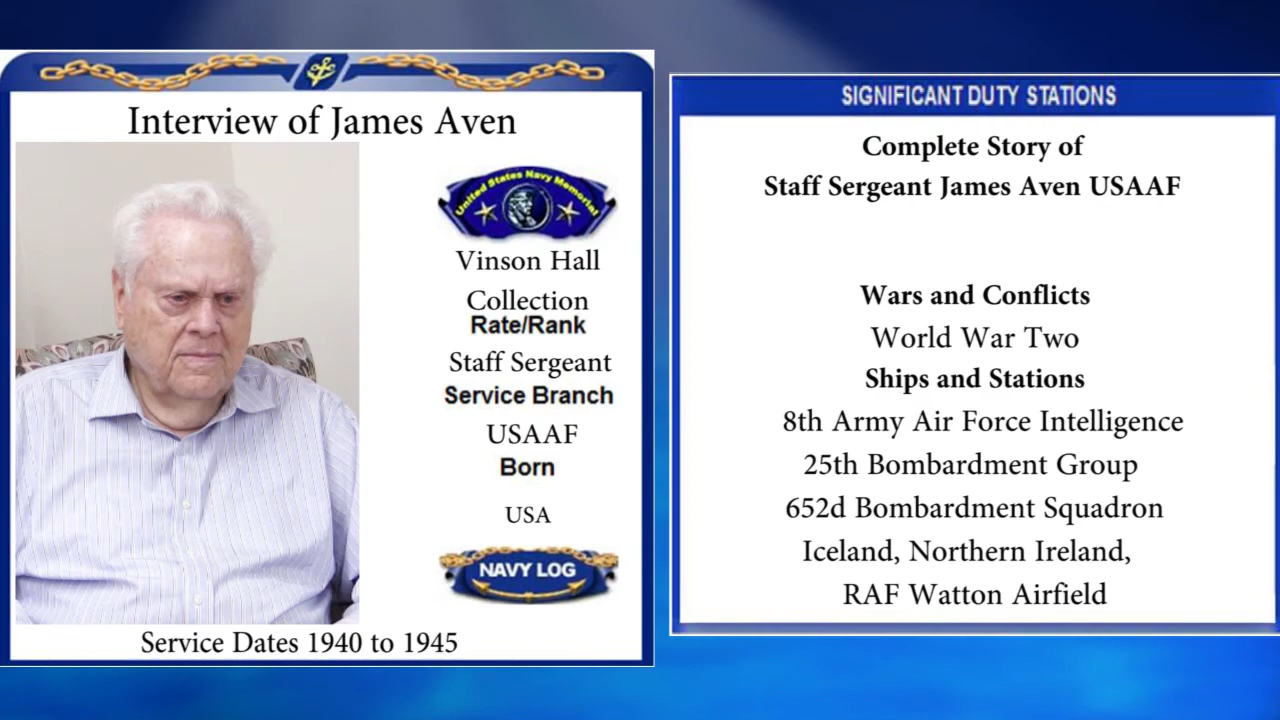 Interview of James Aven
United States Navy Memorial
Vinson Hall
Collection
Rate/Rank
Staff Sergeant
Service Branch
USAAF
Born
USA
NAVY LOG
Service Dates 1940 to 1945
SIGNIFICANT DUTY STATIONS
Complete Story of
Staff Sergeant James Aven USAAF
Wars and Conflicts
World War Two
Ships and Stations
8th Army Air Force Intelligence
25th Bombardment Group
652d Bombardment Squadron
Iceland, Northern Ireland,
RAF Watton Airfield